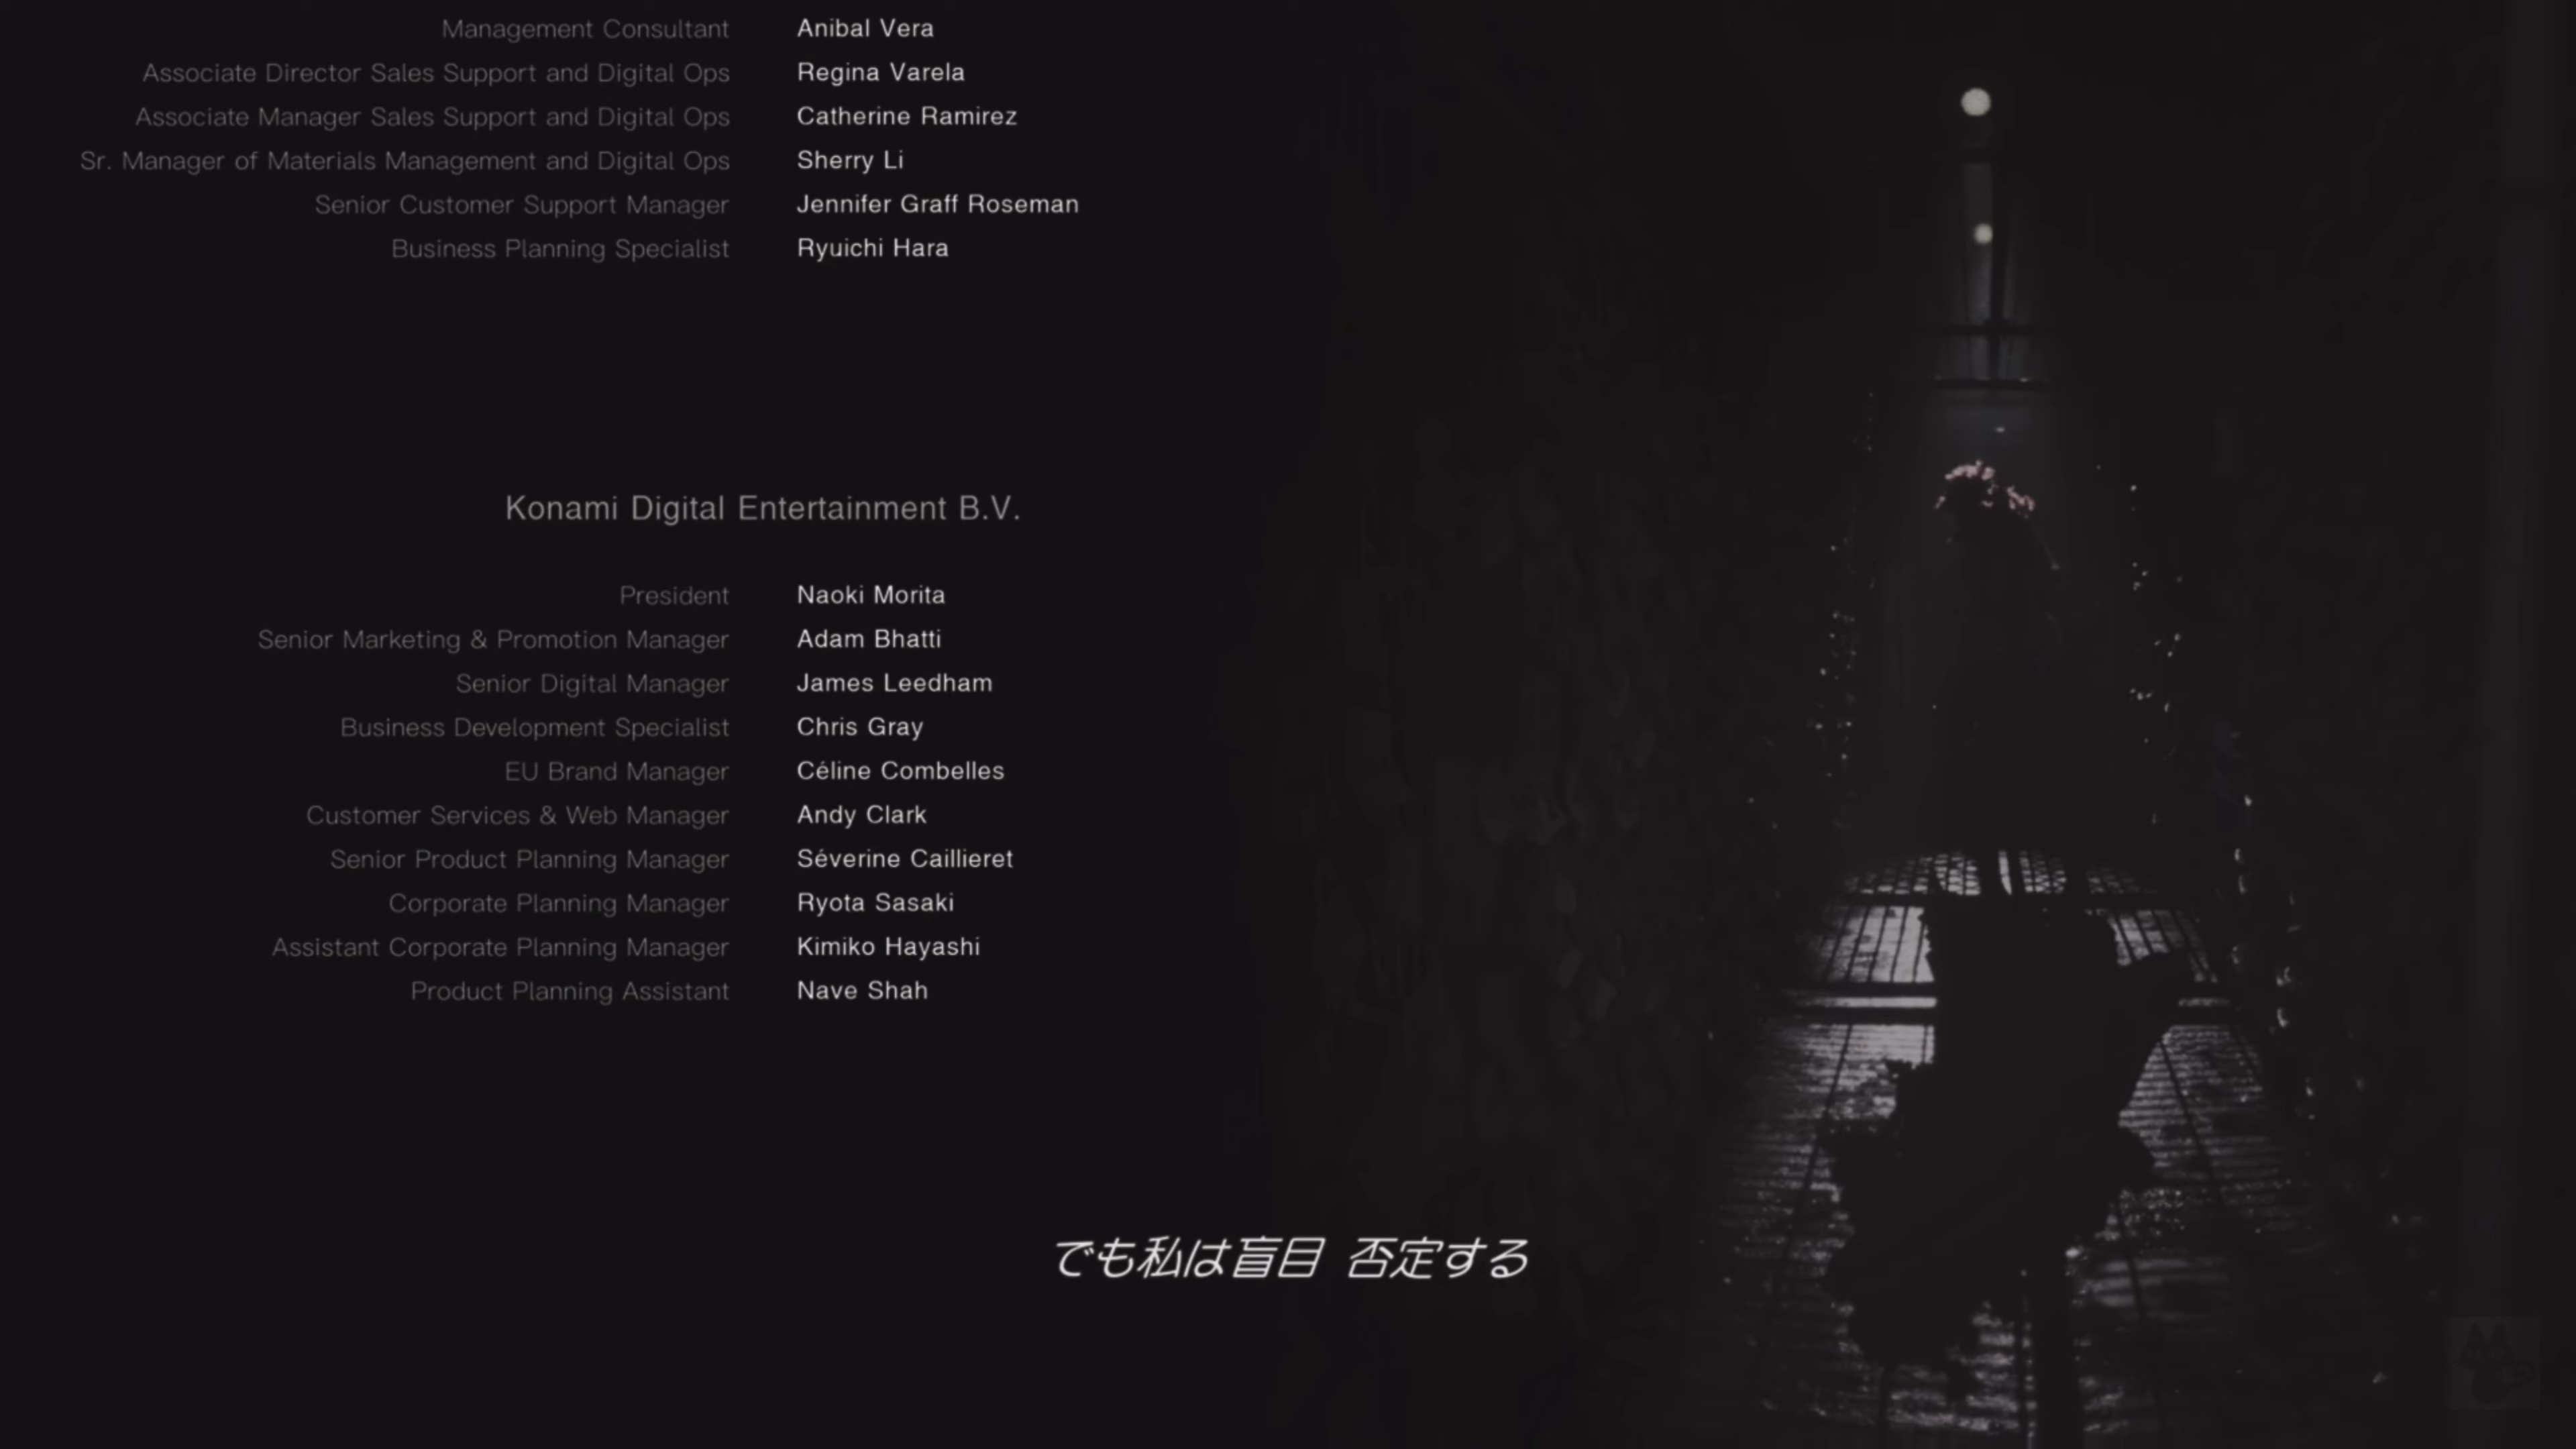 Management Consultant Anibal Vera
Associate Director Sales Support and Digital Ops Regina Varela
Associate Manager Sales Support and Digital Ops Catherine Ramirez
Sr. Manager of Materials Management and Digital Ops Sherry Li
Senior Customer Support Manager Jennifer Graff Roseman
Business Planning Specialist Ryuichi Hara
Konami Digital Entertainment B.V.
President Naoki Morita
Senior Marketing & Promotion Manager Adam Bhatti
Senior Digital Manager James Leedham
Business Development Specialist Chris Gray
EU Brand Manager Céline Combelles
Customer Services & Web Manager Andy Clark
Senior Product Planning Manager Séverine Caillieret
Corporate Planning Manager Ryota Sasaki
Assistant Corporate Planning Manager Kimiko Hayashi
Product Planning Assistant Nave Shah
でも私は盲目 否定する